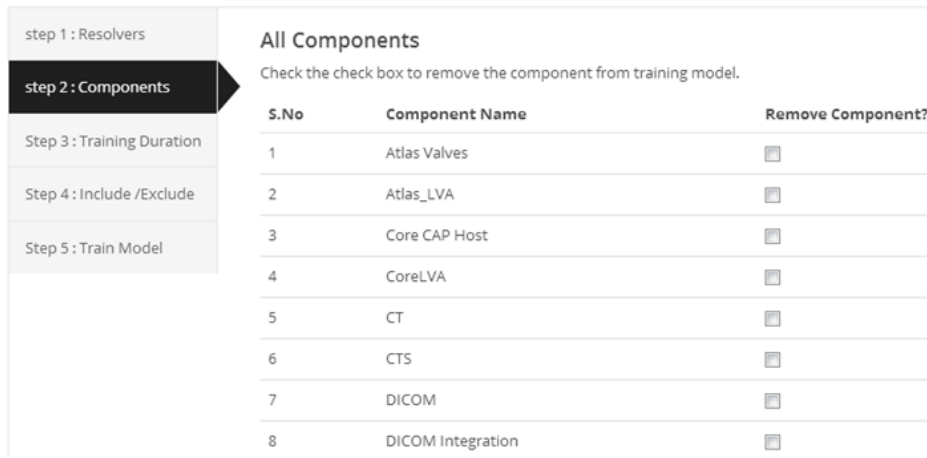 step 1 : Resolvers
step 2 : Components
Step 3 : Training Duration
Step 4 : Include /Exclude
Step 5 : Train Model
All Components
Check the check box to remove the component from training model.
S.No Component Name Remove Component?
1 Atlas Valves
2 Atlas_LVA
3 Core CAP Host
4 CoreLVA
5 CT
6 CTS
7 DICOM
8 DICOM Integration